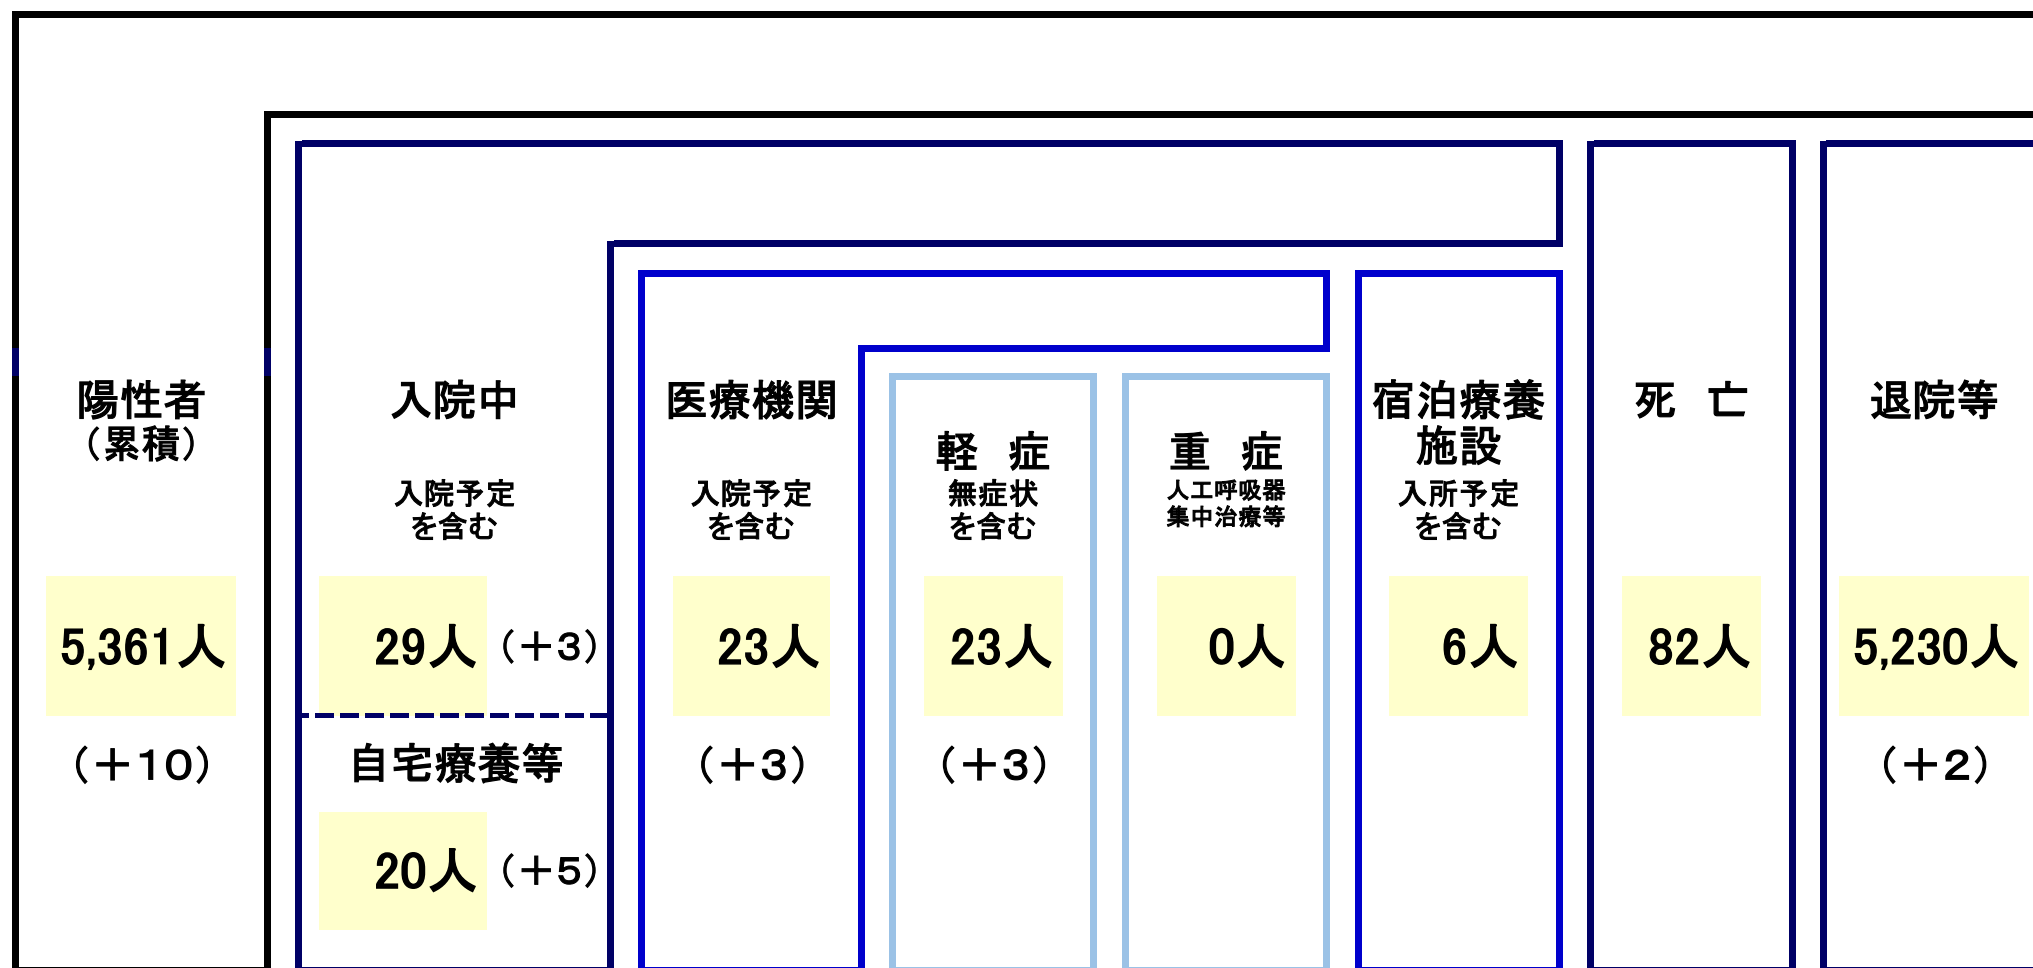 陽性者
（累積）
5,361人
（＋10）
入院中
入院予定
を含む
29人（＋3）
自宅療養等
20人（＋5）
医療機関
入院予定
を含む
23人
（＋3）
軽　症
無症状
を含む
23人
（＋3）
重　症
人工呼吸器
集中治療等
0人
宿泊療養
施設
入所予定
を含む
6人
死　亡
82人
退院等
5,230人
（＋2）